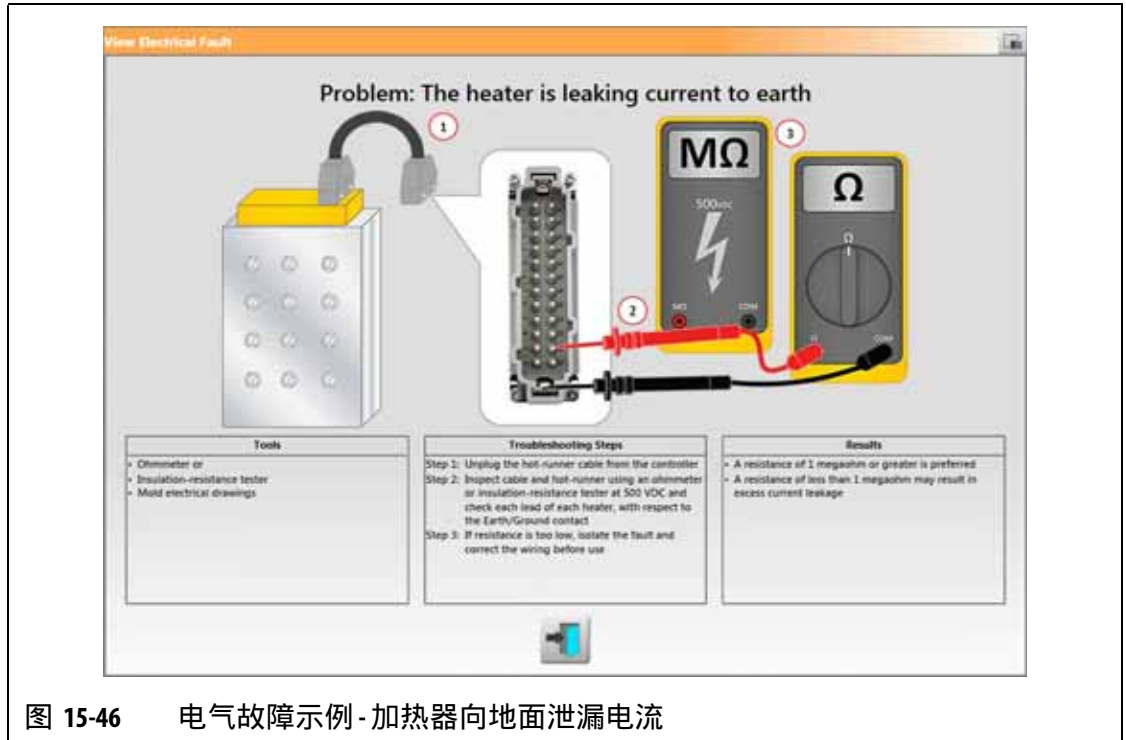 View Electrical Fault
Problem: The heater is leaking current to earth
1
3
MΩ
500VDC
Ω
Ω
2
MΩ
COM
Ω
COM
Tools
• Ohmmeter or
• Insulation-resistance tester
• Mold electrical drawings
Troubleshooting Steps
Step 1: Unplug the hot-runner cable from the controller
Step 2: Inspect cable and hot-runner using an ohmmeter
or insulation-resistance tester at 500 VDC and
check each lead of each heater, with respect to
the Earth/Ground contact
Step 3: If resistance is too low, isolate the fault and
correct the wiring before use
Results
• A resistance of 1 megaohm or greater is preferred
• A resistance of less than 1 megaohm may result in
excess current leakage
图 15-46 电气故障示例 - 加热器向地面泄漏电流